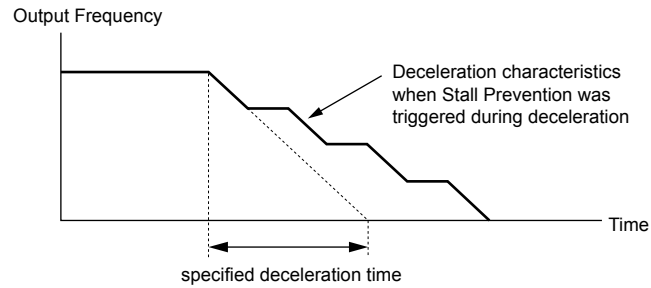 Output Frequency
Deceleration characteristics
when Stall Prevention was
triggered during deceleration
Time
specified deceleration time